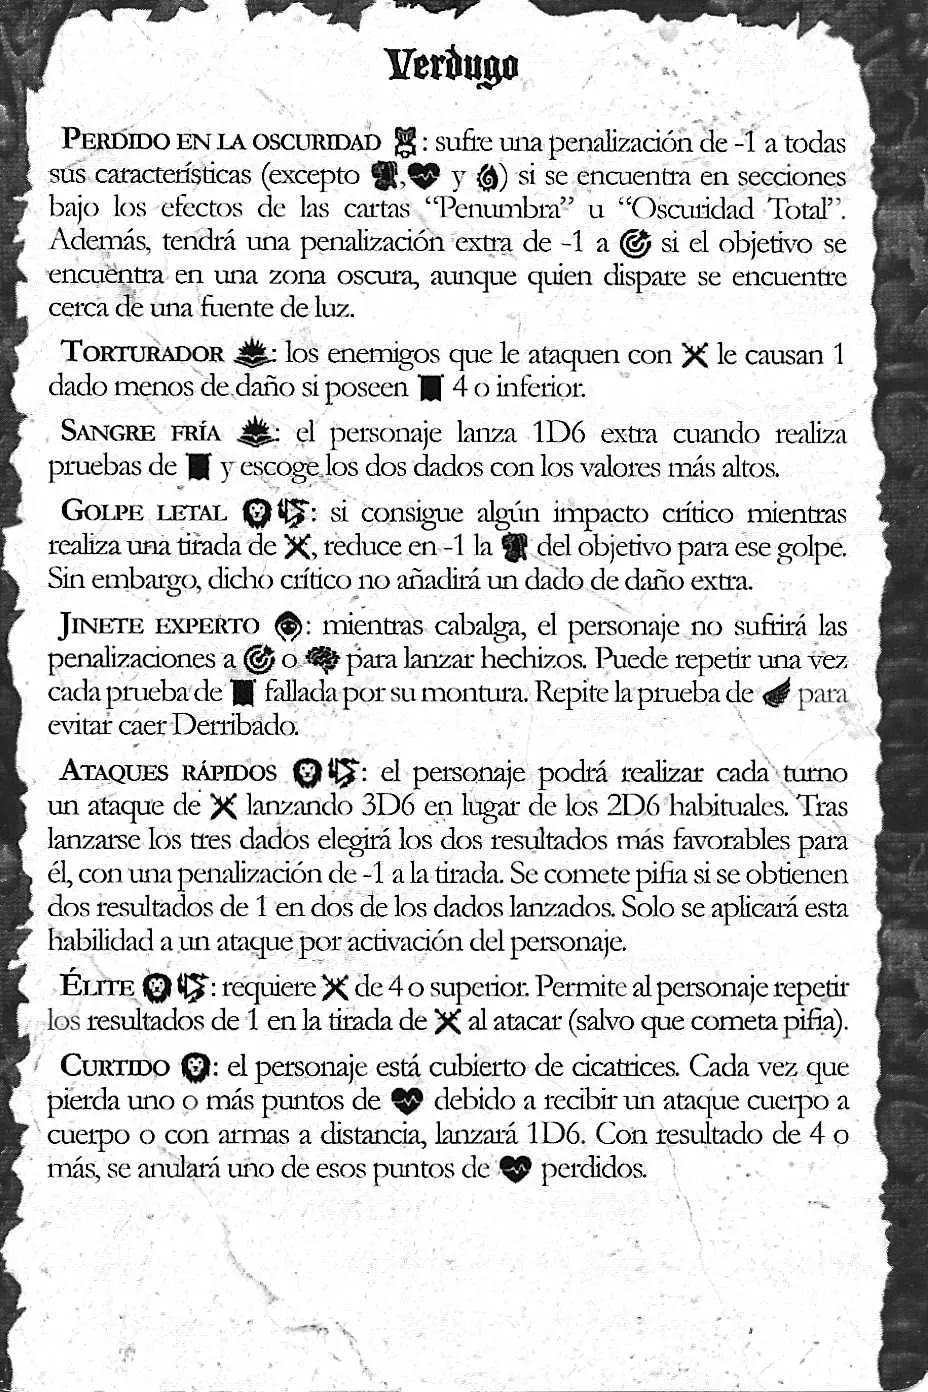 Verdugo
PERDIDO EN LA OSCURIDAD : sufre una penalización de -1 a todas
sus características (excepto , y ) si se encuentra en secciones
bajo los efectos de las cartas “Penumbra” u “Oscuridad Total”.
Además, tendrá una penalización extra de -1 a si el objetivo se
encuentra en una zona oscura, aunque quien dispare se encuentre
cerca de una fuente de luz.
TORTURADOR : los enemigos que le ataquen con le causan 1
dado menos de daño si poseen 4 o inferior.
SANGRE FRÍA : el personaje lanza 1D6 extra cuando realiza
pruebas de y escoge los dos dados con los valores más altos.
GOLPE LETAL : si consigue algún impacto crítico mientras
realiza una tirada de , reduce en -1 la del objetivo para ese golpe.
Sin embargo, dicho crítico no añadirá un dado de daño extra.
JINETE EXPERTO : mientras cabalga, el personaje no sufrirá las
penalizaciones a o para lanzar hechizos. Puede repetir una vez
cada prueba de fallada por su montura. Repite la prueba de para
evitar caer Derribado.
ATAQUES RÁPIDOS : el personaje podrá realizar cada turno
un ataque de lanzando 3D6 en lugar de los 2D6 habituales. Tras
lanzarse los tres dados elegirá los dos resultados más favorables para
él, con una penalización de -1 a la tirada. Se comete pifia si se obtienen
dos resultados de 1 en dos de los dados lanzados. Solo se aplicará esta
habilidad a un ataque por activación del personaje.
ÉLITE : requiere de 4 o superior. Permite al personaje repetir
los resultados de 1 en la tirada de al atacar (salvo que cometa pifia).
CURTIDO : el personaje está cubierto de cicatrices. Cada vez que
pierda uno o más puntos de debido a recibir un ataque cuerpo a
cuerpo o con armas a distancia, lanzará 1D6. Con resultado de 4 o
más, se anulará uno de esos puntos de perdidos.